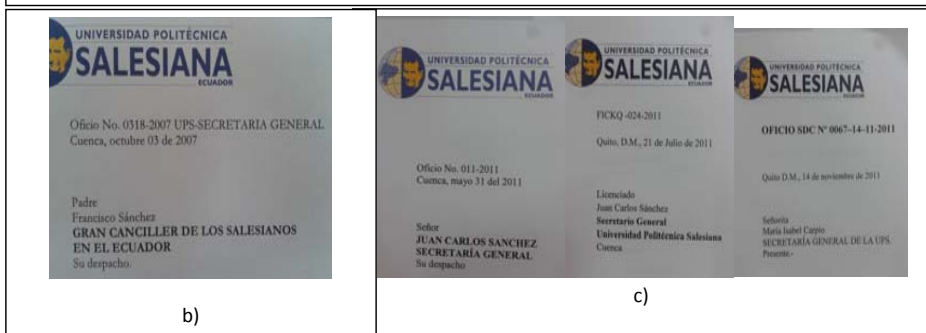 UNIVERSIDAD POLITÉCNICA
SALESIANA
ECUADOR
Oficio No. 0318-2007 UPS-SECRETARIA GENERAL
Cuenca, octubre 03 de 2007
Padre
Francisco Sánchez
GRAN CANCILLER DE LOS SALESIANOS
EN EL ECUADOR
Su despacho.
b)
UNIVERSIDAD POLITÉCNICA
SALESIANA
ECUADOR
Oficio No. 011-2011
Cuenca, mayo 31 del 2011
Señor
JUAN CARLOS SANCHEZ
SECRETARÍA GENERAL
Su despacho
UNIVERSIDAD POLITÉCNICA
SALESIANA
ECUADOR
FICKQ -024-2011
Quito, D.M., 21 de Julio de 2011
Licenciado
Juan Carlos Sánchez
Secretario General
Universidad Politécnica Salesiana
Cuenca
UNIVERSIDAD POLITÉCNICA
SALESIANA
ECUADOR
OFICIO SDC Nº 0067-14-11-2011
Quito D.M., 14 de noviembre de 2011
Señorita
María Isabel Carpio
SECRETARÍA GENERAL DE LA UPS.
Presente.-
c)